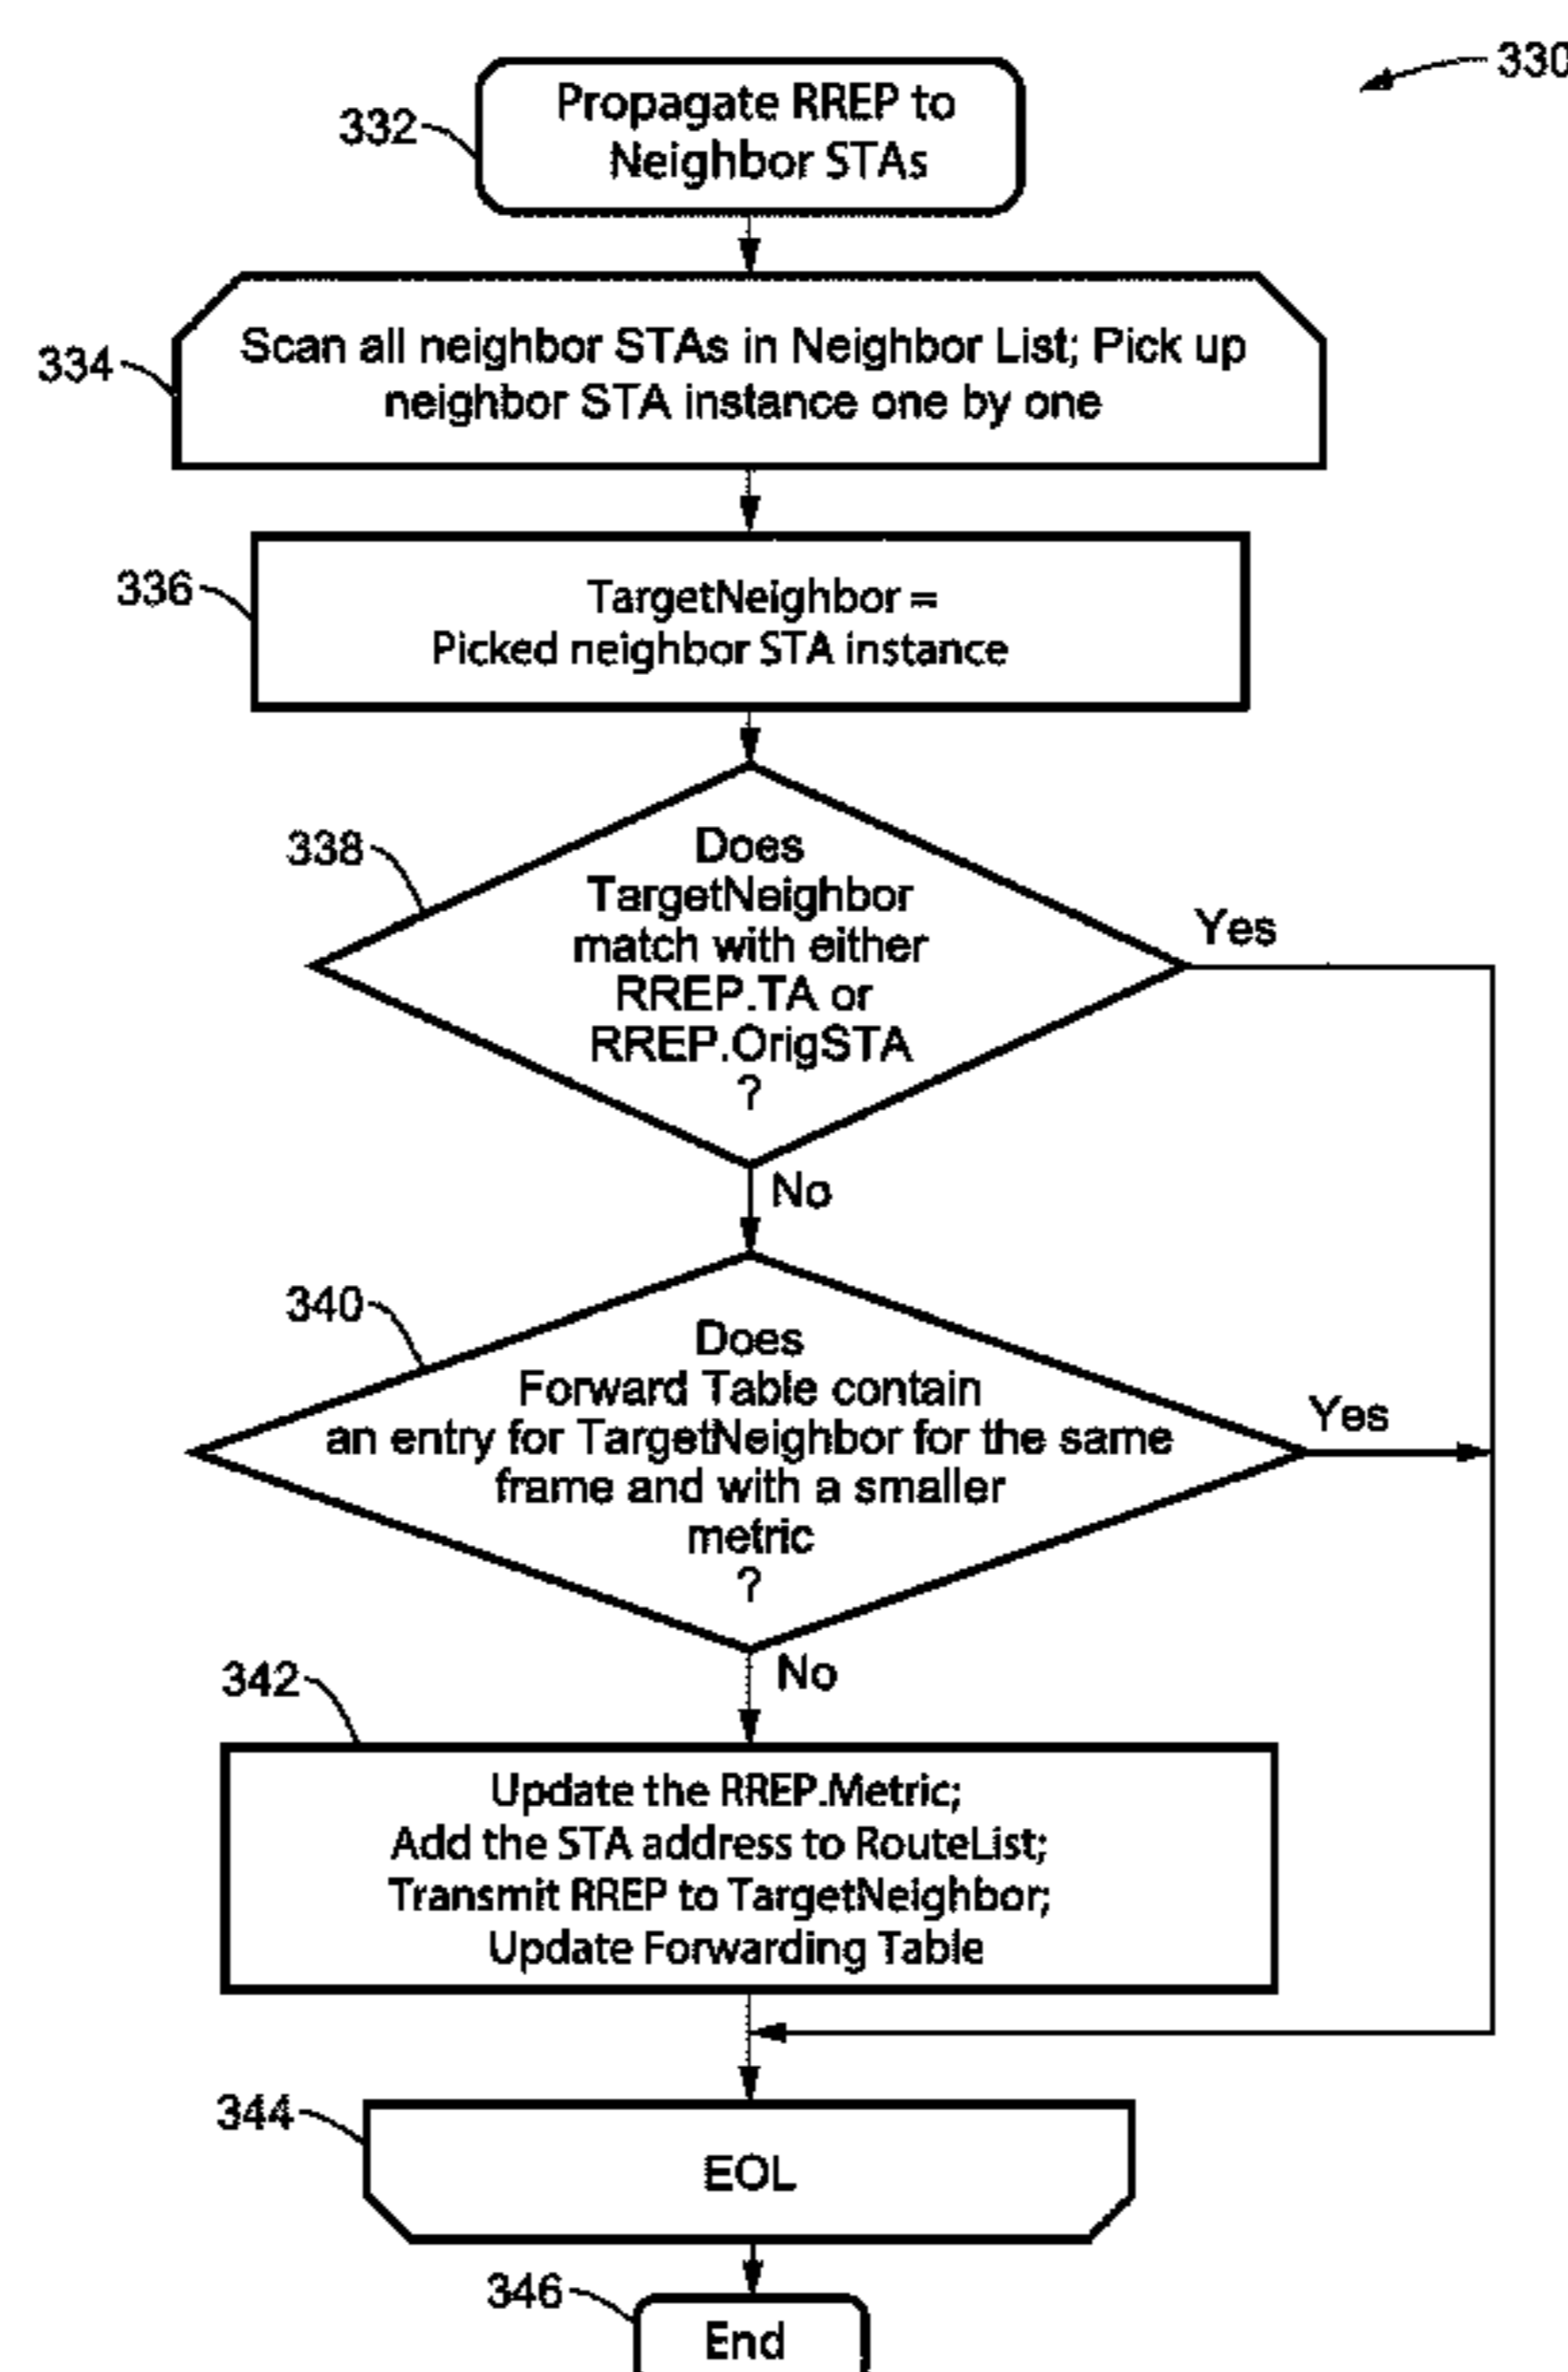 330
332
Propagate RREP to
Neighbor STAs
334
Scan all neighbor STAs in Neighbor List; Pick up
neighbor STA instance one by one
336
TargetNeighbor =
Picked neighbor STA instance
338
Does
TargetNeighbor
match with either
RREP.TA or
RREP.OrigSTA
?
Yes
No
340
Does
Forward Table contain
an entry for TargetNeighbor for the same
frame and with a smaller
metric
?
Yes
No
342
Update the RREP.Metric;
Add the STA address to RouteList;
Transmit RREP to TargetNeighbor;
Update Forwarding Table
344
EOL
346
End